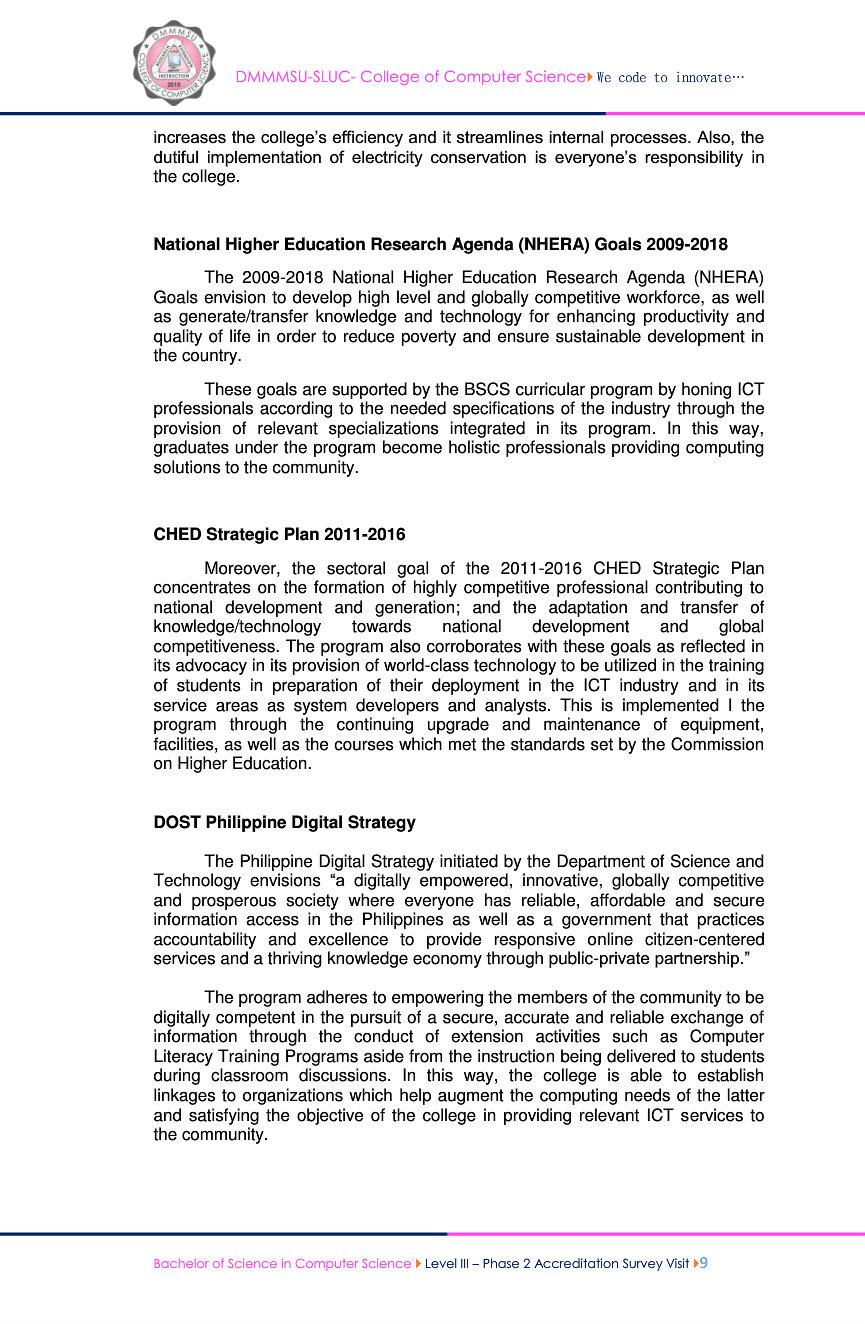 DMMMSU
COLLEGE OF COMPUTER SCIENCE
RESEARCH
EXTENSION
INSTRUCTION
2010
DMMMSU-SLUC- College of Computer Science We code to innovate…
increases the college’s efficiency and it streamlines internal processes. Also, the
dutiful implementation of electricity conservation is everyone’s responsibility in
the college.
National Higher Education Research Agenda (NHERA) Goals 2009-2018
The 2009-2018 National Higher Education Research Agenda (NHERA)
Goals envision to develop high level and globally competitive workforce, as well
as generate/transfer knowledge and technology for enhancing productivity and
quality of life in order to reduce poverty and ensure sustainable development in
the country.
These goals are supported by the BSCS curricular program by honing ICT
professionals according to the needed specifications of the industry through the
provision of relevant specializations integrated in its program. In this way,
graduates under the program become holistic professionals providing computing
solutions to the community.
CHED Strategic Plan 2011-2016
Moreover, the sectoral goal of the 2011-2016 CHED Strategic Plan
concentrates on the formation of highly competitive professional contributing to
national development and generation; and the adaptation and transfer of
knowledge/technology towards national development and global
competitiveness. The program also corroborates with these goals as reflected in
its advocacy in its provision of world-class technology to be utilized in the training
of students in preparation of their deployment in the ICT industry and in its
service areas as system developers and analysts. This is implemented I the
program through the continuing upgrade and maintenance of equipment,
facilities, as well as the courses which met the standards set by the Commission
on Higher Education.
DOST Philippine Digital Strategy
The Philippine Digital Strategy initiated by the Department of Science and
Technology envisions “a digitally empowered, innovative, globally competitive
and prosperous society where everyone has reliable, affordable and secure
information access in the Philippines as well as a government that practices
accountability and excellence to provide responsive online citizen-centered
services and a thriving knowledge economy through public-private partnership.”
The program adheres to empowering the members of the community to be
digitally competent in the pursuit of a secure, accurate and reliable exchange of
information through the conduct of extension activities such as Computer
Literacy Training Programs aside from the instruction being delivered to students
during classroom discussions. In this way, the college is able to establish
linkages to organizations which help augment the computing needs of the latter
and satisfying the objective of the college in providing relevant ICT services to
the community.
Bachelor of Science in Computer Science Level III – Phase 2 Accreditation Survey Visit 9